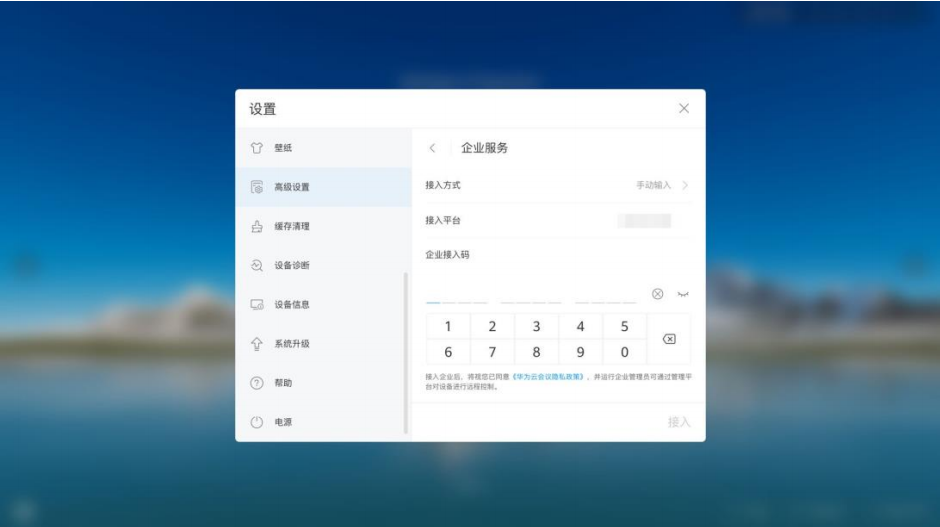 设置
壁纸
高级设置
缓存清理
设备诊断
设备信息
系统升级
帮助
电源
企业服务
接入方式 手动输入
接入平台
企业接入码
1 2 3 4 5
6 7 8 9 0
接入企业后，将视您已同意《华为云会议隐私政策》，并运行企业管理员可通过管理平
台对设备进行远程控制。
接入